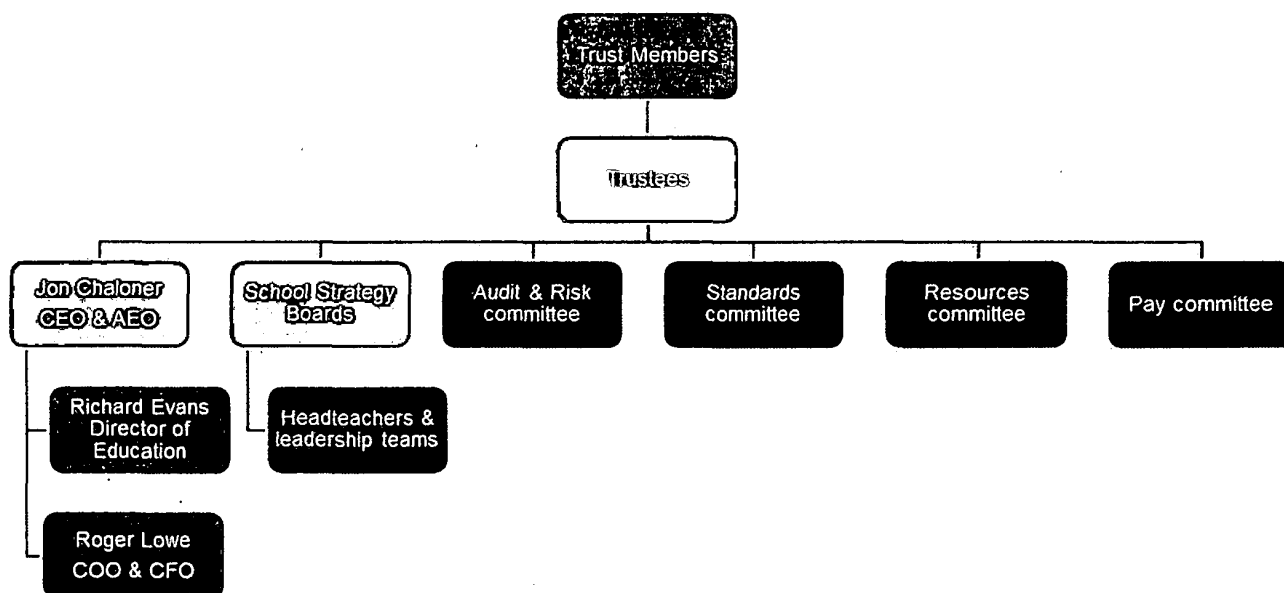 Trust Members
Trustees
Jon Chaloner
CEO & AEO
School Strategy
Boards
Audit & Risk
committee
Standards
committee
Resources
committee
Pay committee
Richard Evans
Director of
Education
Headteachers &
leadership teams
Roger Lowe
COO & CFO